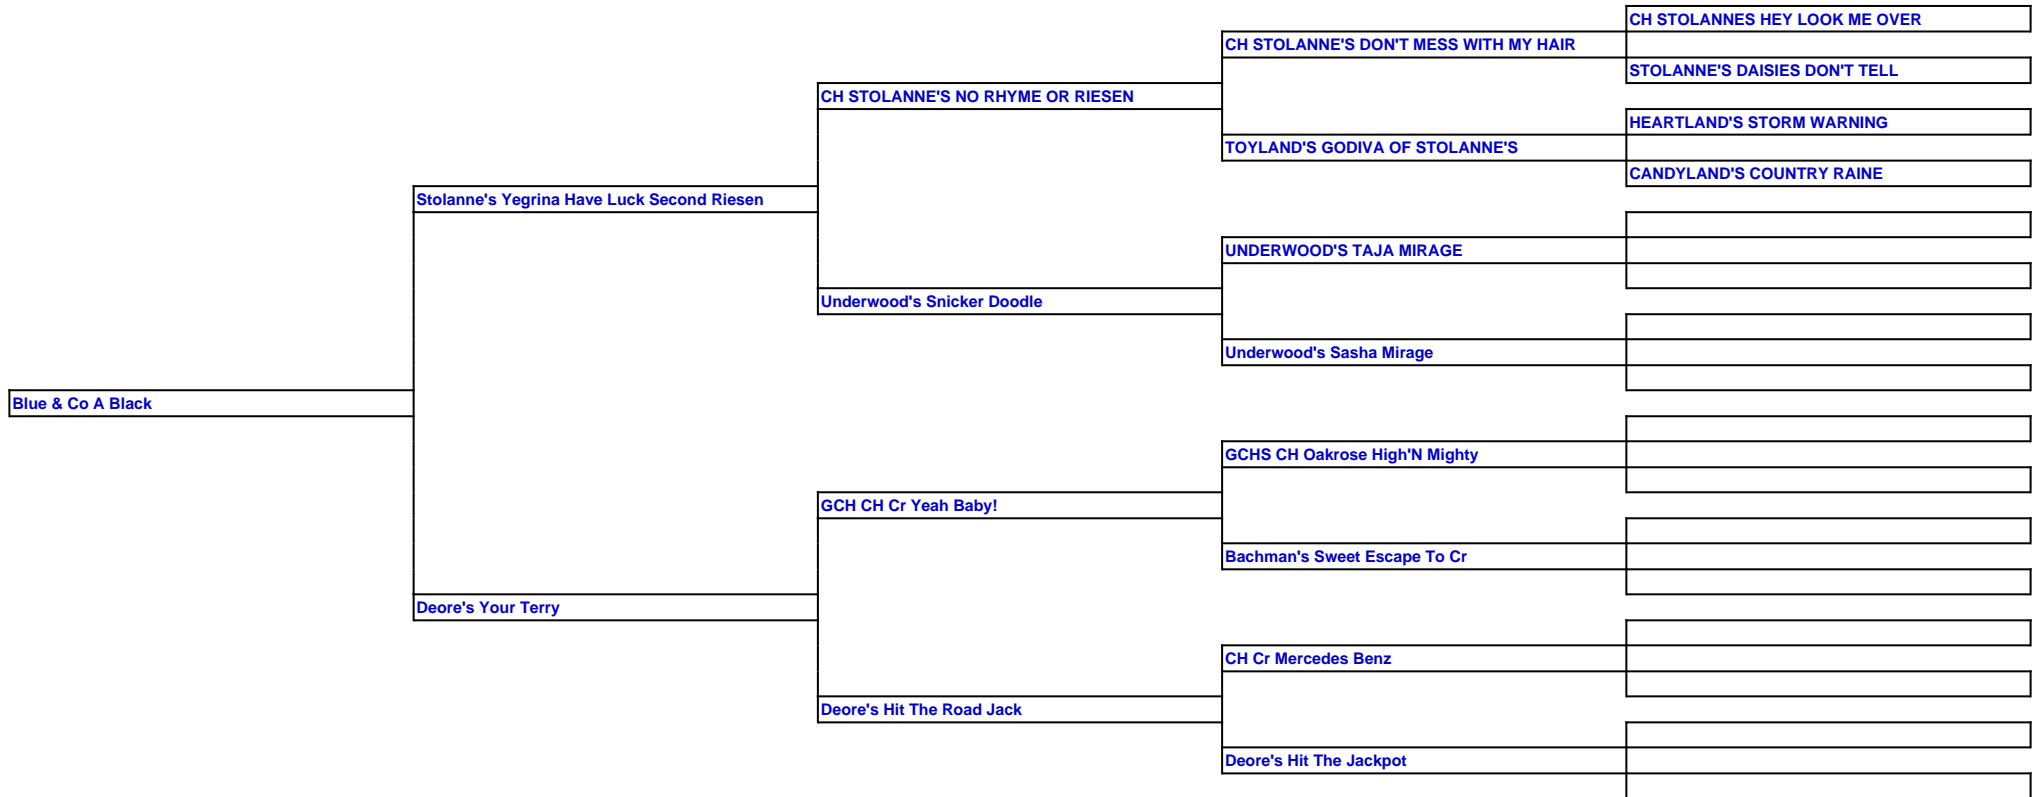 CH STOLANNES HEY LOOK ME OVER
CH STOLANNE'S DON'T MESS WITH MY HAIR
STOLANNE'S DAISIES DON'T TELL
CH STOLANNE'S NO RHYME OR RIESEN
HEARTLAND'S STORM WARNING
TOYLAND'S GODIVA OF STOLANNE'S
CANDYLAND'S COUNTRY RAINE
Stolanne's Yegrina Have Luck Second Riesen
UNDERWOOD'S TAJA MIRAGE
Underwood's Snicker Doodle
Underwood's Sasha Mirage
Blue & Co A Black
GCHS CH Oakrose High'N Mighty
GCH CH Cr Yeah Baby!
Bachman's Sweet Escape To Cr
Deore's Your Terry
CH Cr Mercedes Benz
Deore's Hit The Road Jack
Deore's Hit The Jackpot